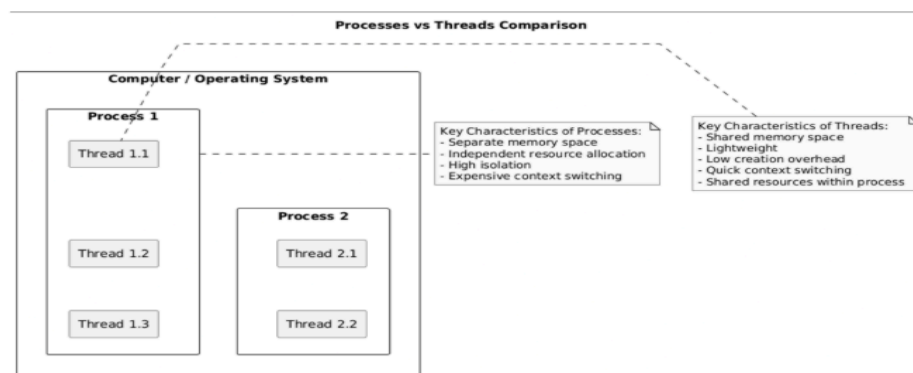 Processes vs Threads Comparison
Computer / Operating System
Process 1
Thread 1.1
Thread 1.2
Thread 1.3
Process 2
Thread 2.1
Thread 2.2
Key Characteristics of Processes:
- Separate memory space
- Independent resource allocation
- High isolation
- Expensive context switching
Key Characteristics of Threads:
- Shared memory space
- Lightweight
- Low creation overhead
- Quick context switching
- Shared resources within process